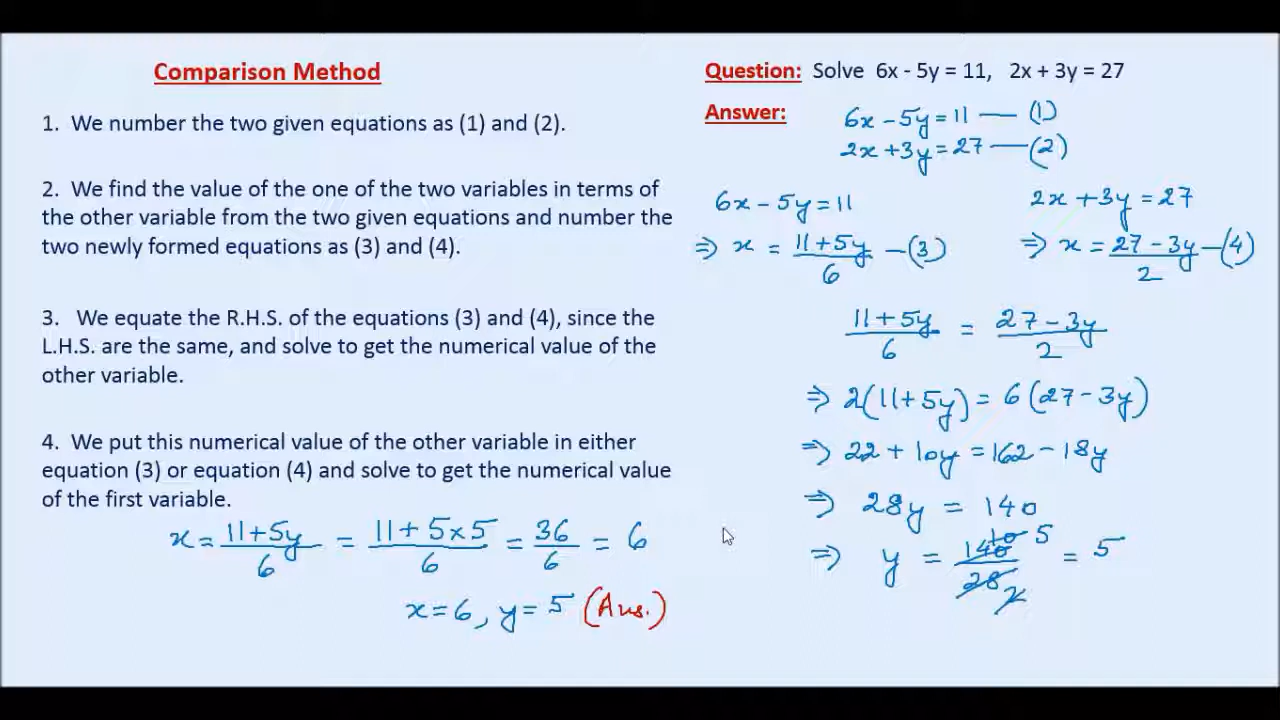 Comparison Method
1. We number the two given equations as (1) and (2).
2. We find the value of the one of the two variables in terms of
the other variable from the two given equations and number the
two newly formed equations as (3) and (4).
3. We equate the R.H.S. of the equations (3) and (4), since the
L.H.S. are the same, and solve to get the numerical value of the
other variable.
4. We put this numerical value of the other variable in either
equation (3) or equation (4) and solve to get the numerical value
of the first variable.
x = 11+5y/6 = 11+5×5/6 = 36/6 = 6
x=6, y=5 (Ans.)
Question: Solve 6x - 5y = 11, 2x + 3y = 27
Answer:
6x-5y=11 — (1)
2x+3y=27 — (2)
6x-5y=11
⇒ x = 11+5y/6 — (3)
2x+3y=27
⇒ x = 27-3y/2 — (4)
11+5y/6 = 27-3y/2
⇒ 2(11+5y) = 6(27-3y)
⇒ 22+10y = 162-18y
⇒ 28y = 140
⇒ y = 140/28 = 5
10 5
2